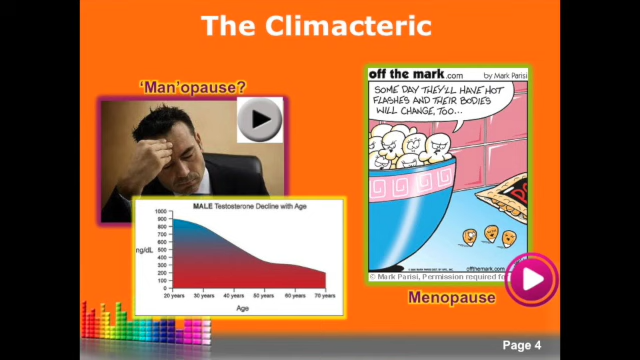 The Climacteric
'Man'opause?
MALE Testosterone Decline with Age
1000
900
800
700
600
500
400
300
200
100
0
ng/dL
20 years 30 years 40 years 50 years 60 years 70 years
Age
off the mark.com by Mark Parisi
SOME DAY THEY'LL HAVE HOT
FLASHES AND THEIR BODIES
WILL CHANGE, TOO...
offthemark.com
© Mark Parisi, Permission required for
Menopause
Page 4